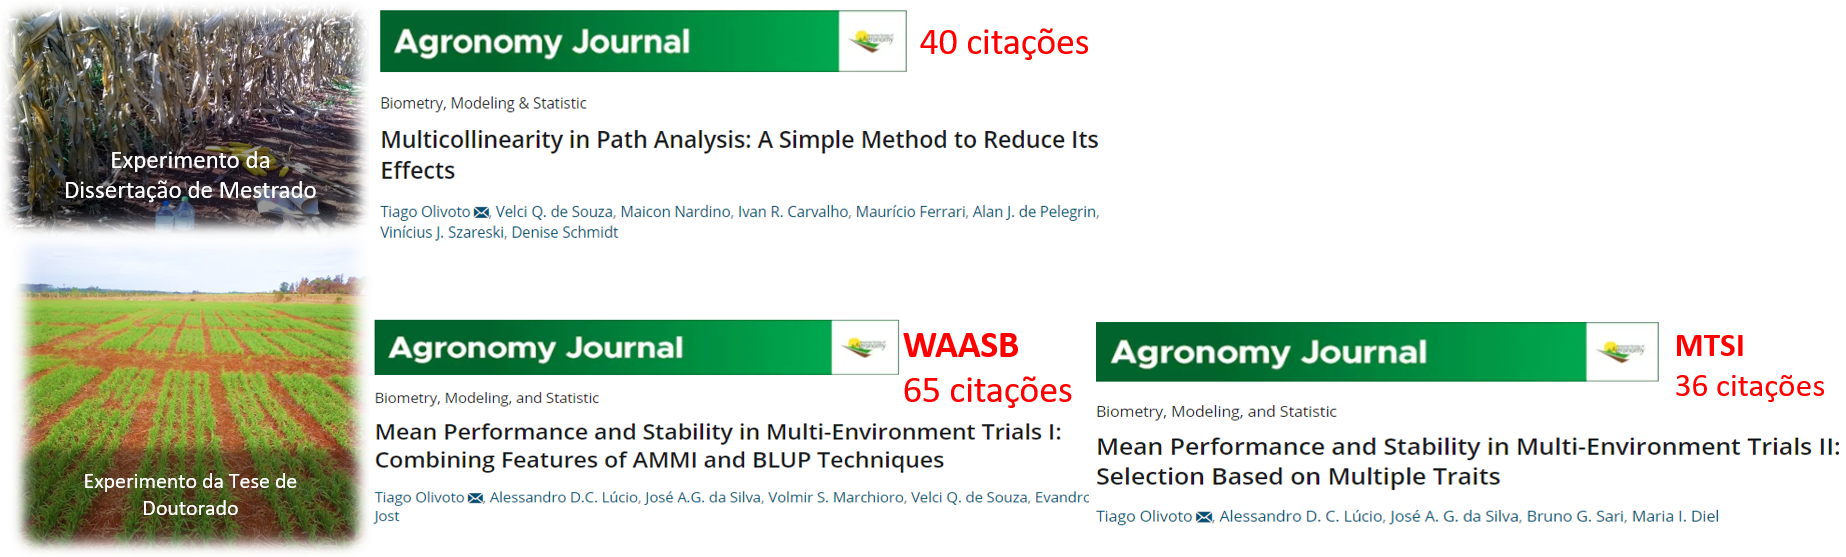 Experimento da
Dissertação de Mestrado
Agronomy Journal
40 citações
Biometry, Modeling & Statistic
Multicollinearity in Path Analysis: A Simple Method to Reduce Its
Effects
Tiago Olivoto, Velci Q. de Souza, Maicon Nardino, Ivan R. Carvalho, Maurício Ferrari, Alan J. de Pelegrin,
Vinícius J. Szareski, Denise Schmidt
Experimento da Tese de
Doutorado
Agronomy Journal
WAASB
65 citações
Biometry, Modeling, and Statistic
Mean Performance and Stability in Multi-Environment Trials I:
Combining Features of AMMI and BLUP Techniques
Tiago Olivoto, Alessandro D.C. Lúcio, José A.G. da Silva, Volmir S. Marchioro, Velci Q. de Souza, Evandro
Jost
Agronomy Journal
MTSI
36 citações
Biometry, Modeling, and Statistic
Mean Performance and Stability in Multi-Environment Trials II:
Selection Based on Multiple Traits
Tiago Olivoto, Alessandro D. C. Lúcio, José A. G. da Silva, Bruno G. Sari, Maria I. Diel